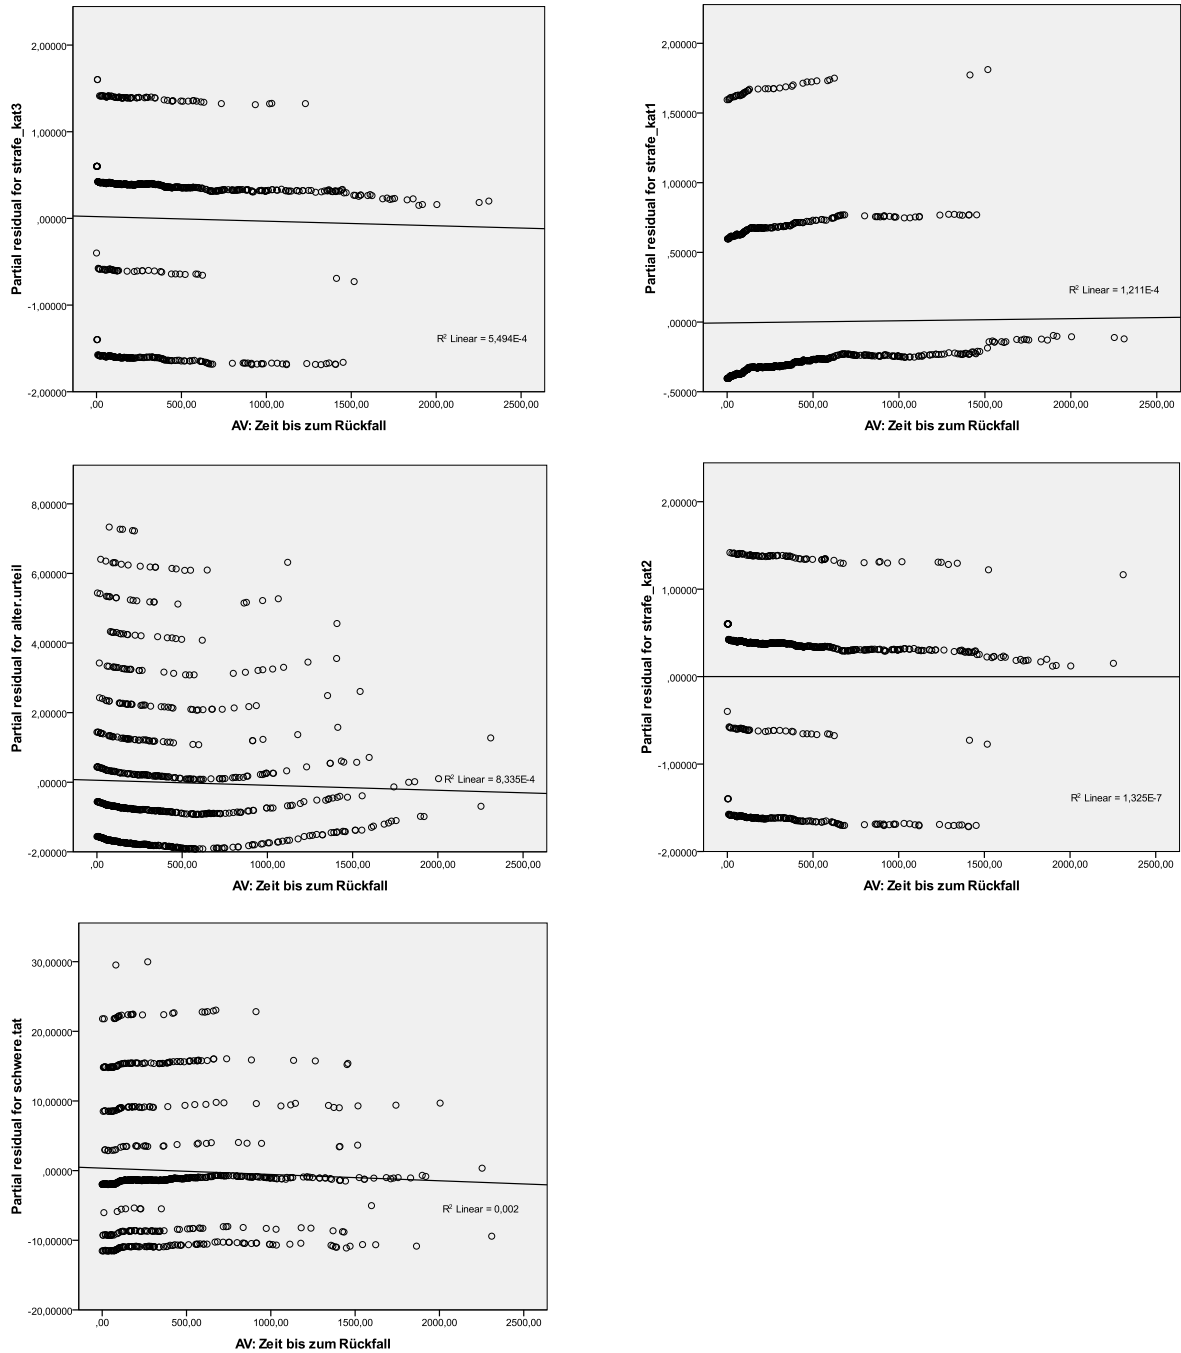 2,00000
1,00000
,00000
-1,00000
-2,00000
Partial residual for strafe_kat3
R² Linear = 5,494E-4
,00 500,00 1000,00 1500,00 2000,00 2500,00
AV: Zeit bis zum Rückfall
2,00000
1,50000
1,00000
,50000
,00000
-,50000
Partial residual for strafe_kat1
R² Linear = 1,211E-4
,00 500,00 1000,00 1500,00 2000,00 2500,00
AV: Zeit bis zum Rückfall
8,00000
6,00000
4,00000
2,00000
,00000
-2,00000
Partial residual for alter.urteil
R² Linear = 8,335E-4
,00 500,00 1000,00 1500,00 2000,00 2500,00
AV: Zeit bis zum Rückfall
2,00000
1,00000
,00000
-1,00000
-2,00000
Partial residual for strafe_kat2
R² Linear = 1,325E-7
,00 500,00 1000,00 1500,00 2000,00 2500,00
AV: Zeit bis zum Rückfall
30,00000
20,00000
10,00000
,00000
-10,00000
-20,00000
Partial residual for schwere.tat
R² Linear = 0,002
,00 500,00 1000,00 1500,00 2000,00 2500,00
AV: Zeit bis zum Rückfall